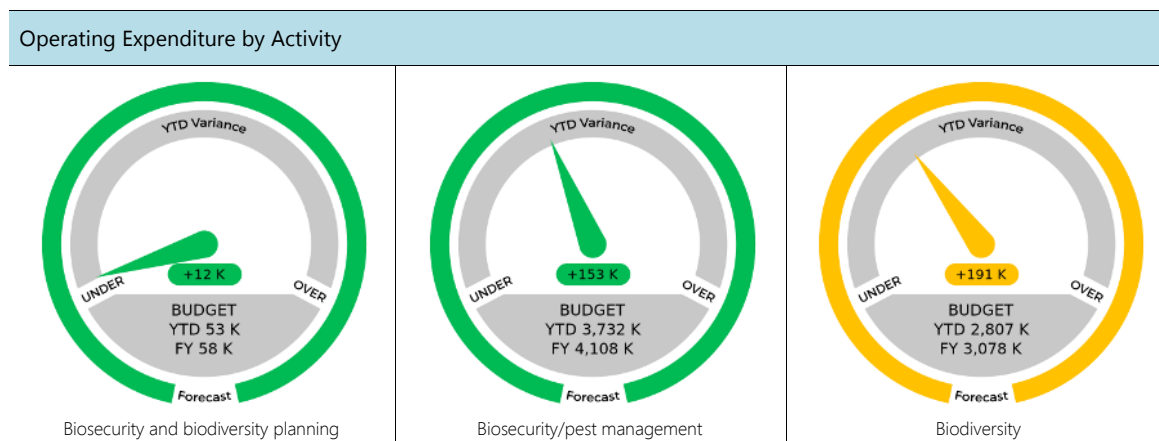 Operating Expenditure by Activity
YTD Variance
+12 K
UNDER
OVER
BUDGET
YTD 53 K
FY 58 K
Forecast
Biosecurity and biodiversity planning
YTD Variance
+153 K
UNDER
OVER
BUDGET
YTD 3,732 K
FY 4,108 K
Forecast
Biosecurity/pest management
YTD Variance
+191 K
UNDER
OVER
BUDGET
YTD 2,807 K
FY 3,078 K
Forecast
Biodiversity